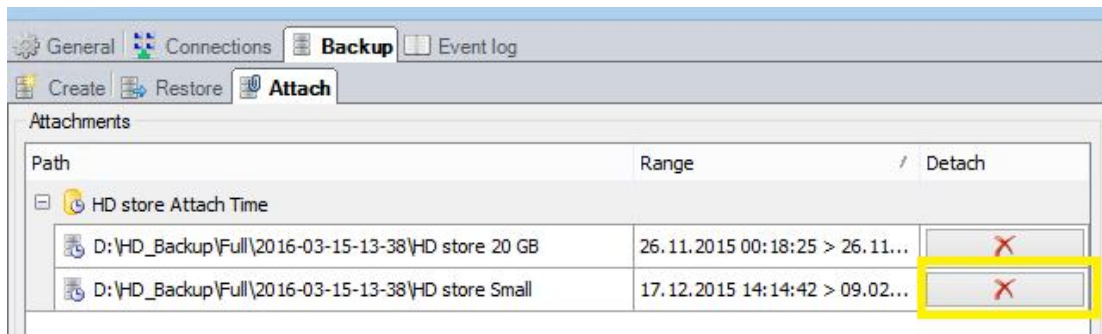 General Connections Backup Event log
Create Restore Attach
Attachments
Path Range Detach
HD store Attach Time
D:\HD_Backup\Full\2016-03-15-13-38\HD store 20 GB 26.11.2015 00:18:25 > 26.11...
D:\HD_Backup\Full\2016-03-15-13-38\HD store Small 17.12.2015 14:14:42 > 09.02...